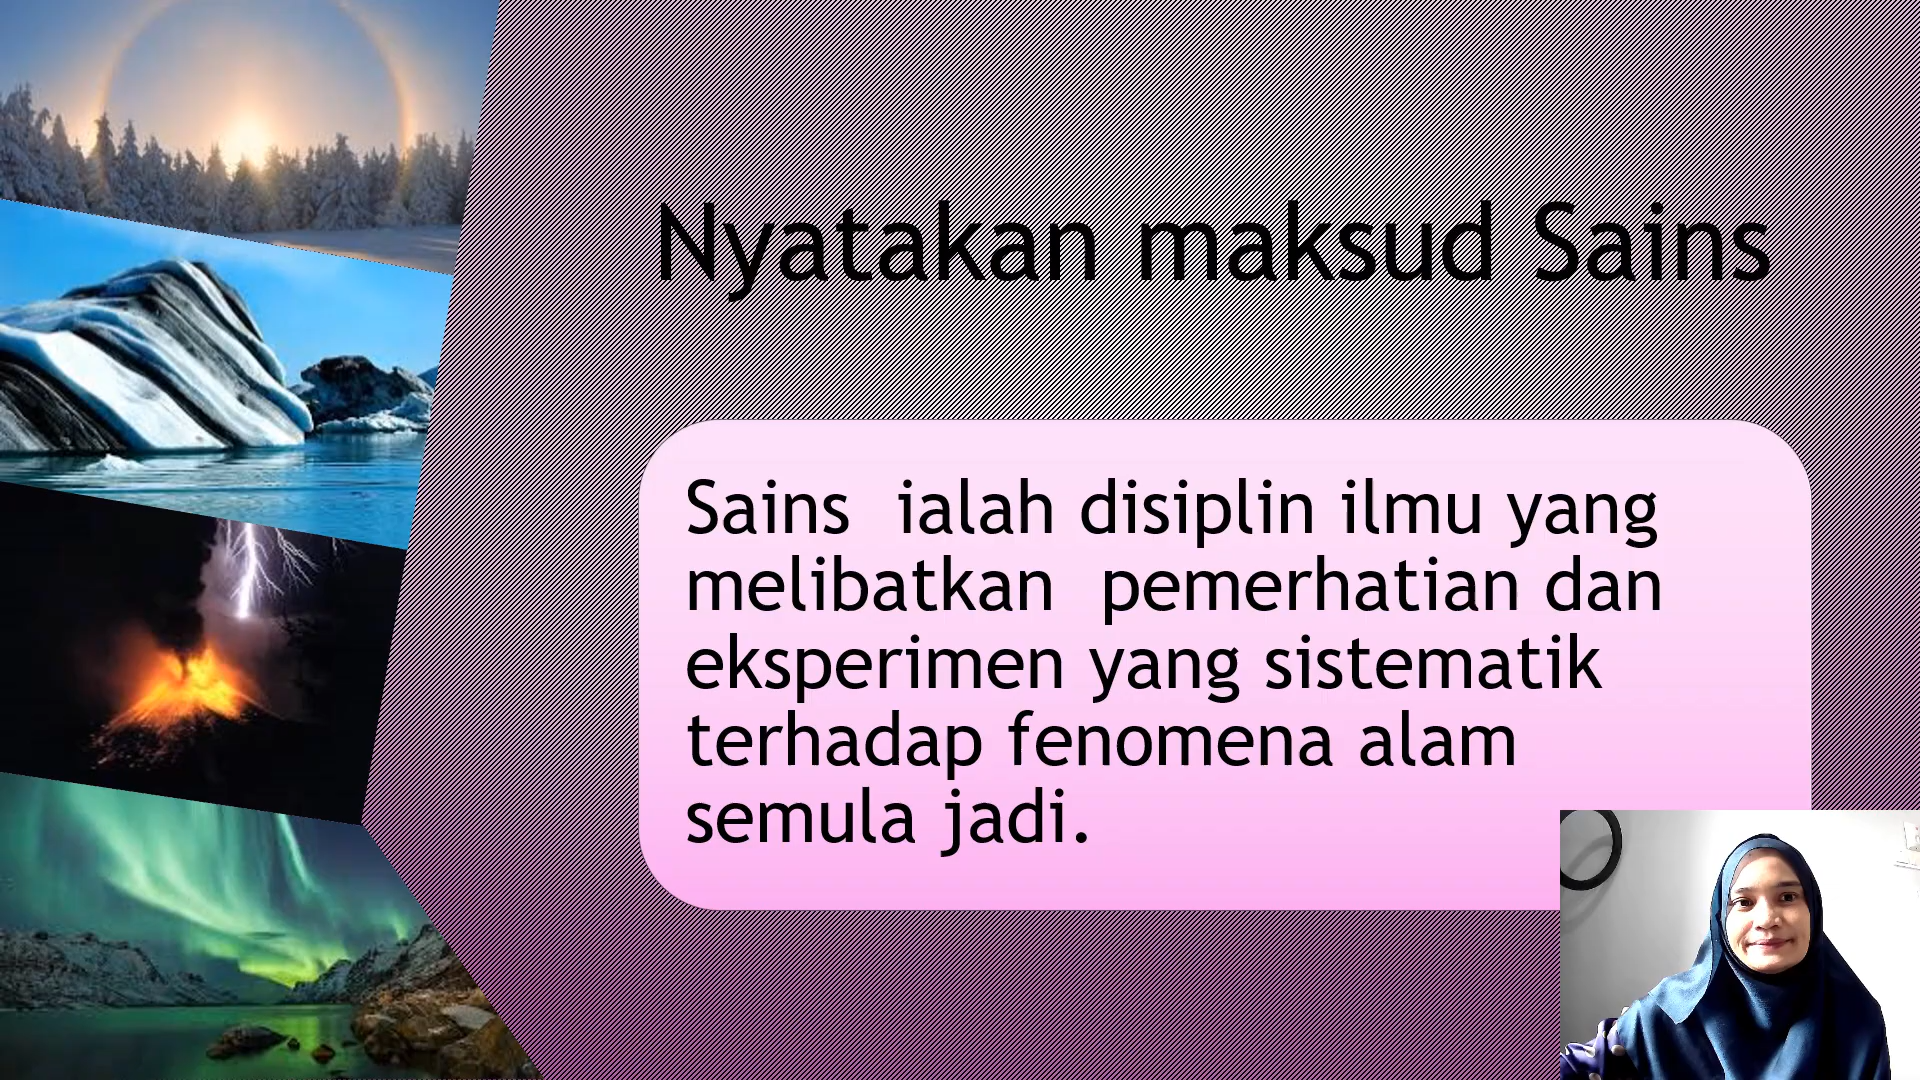 Nyatakan maksud Sains
Sains  ialah disiplin ilmu yang
melibatkan  pemerhatian dan
eksperimen yang sistematik
terhadap fenomena alam
semula jadi.